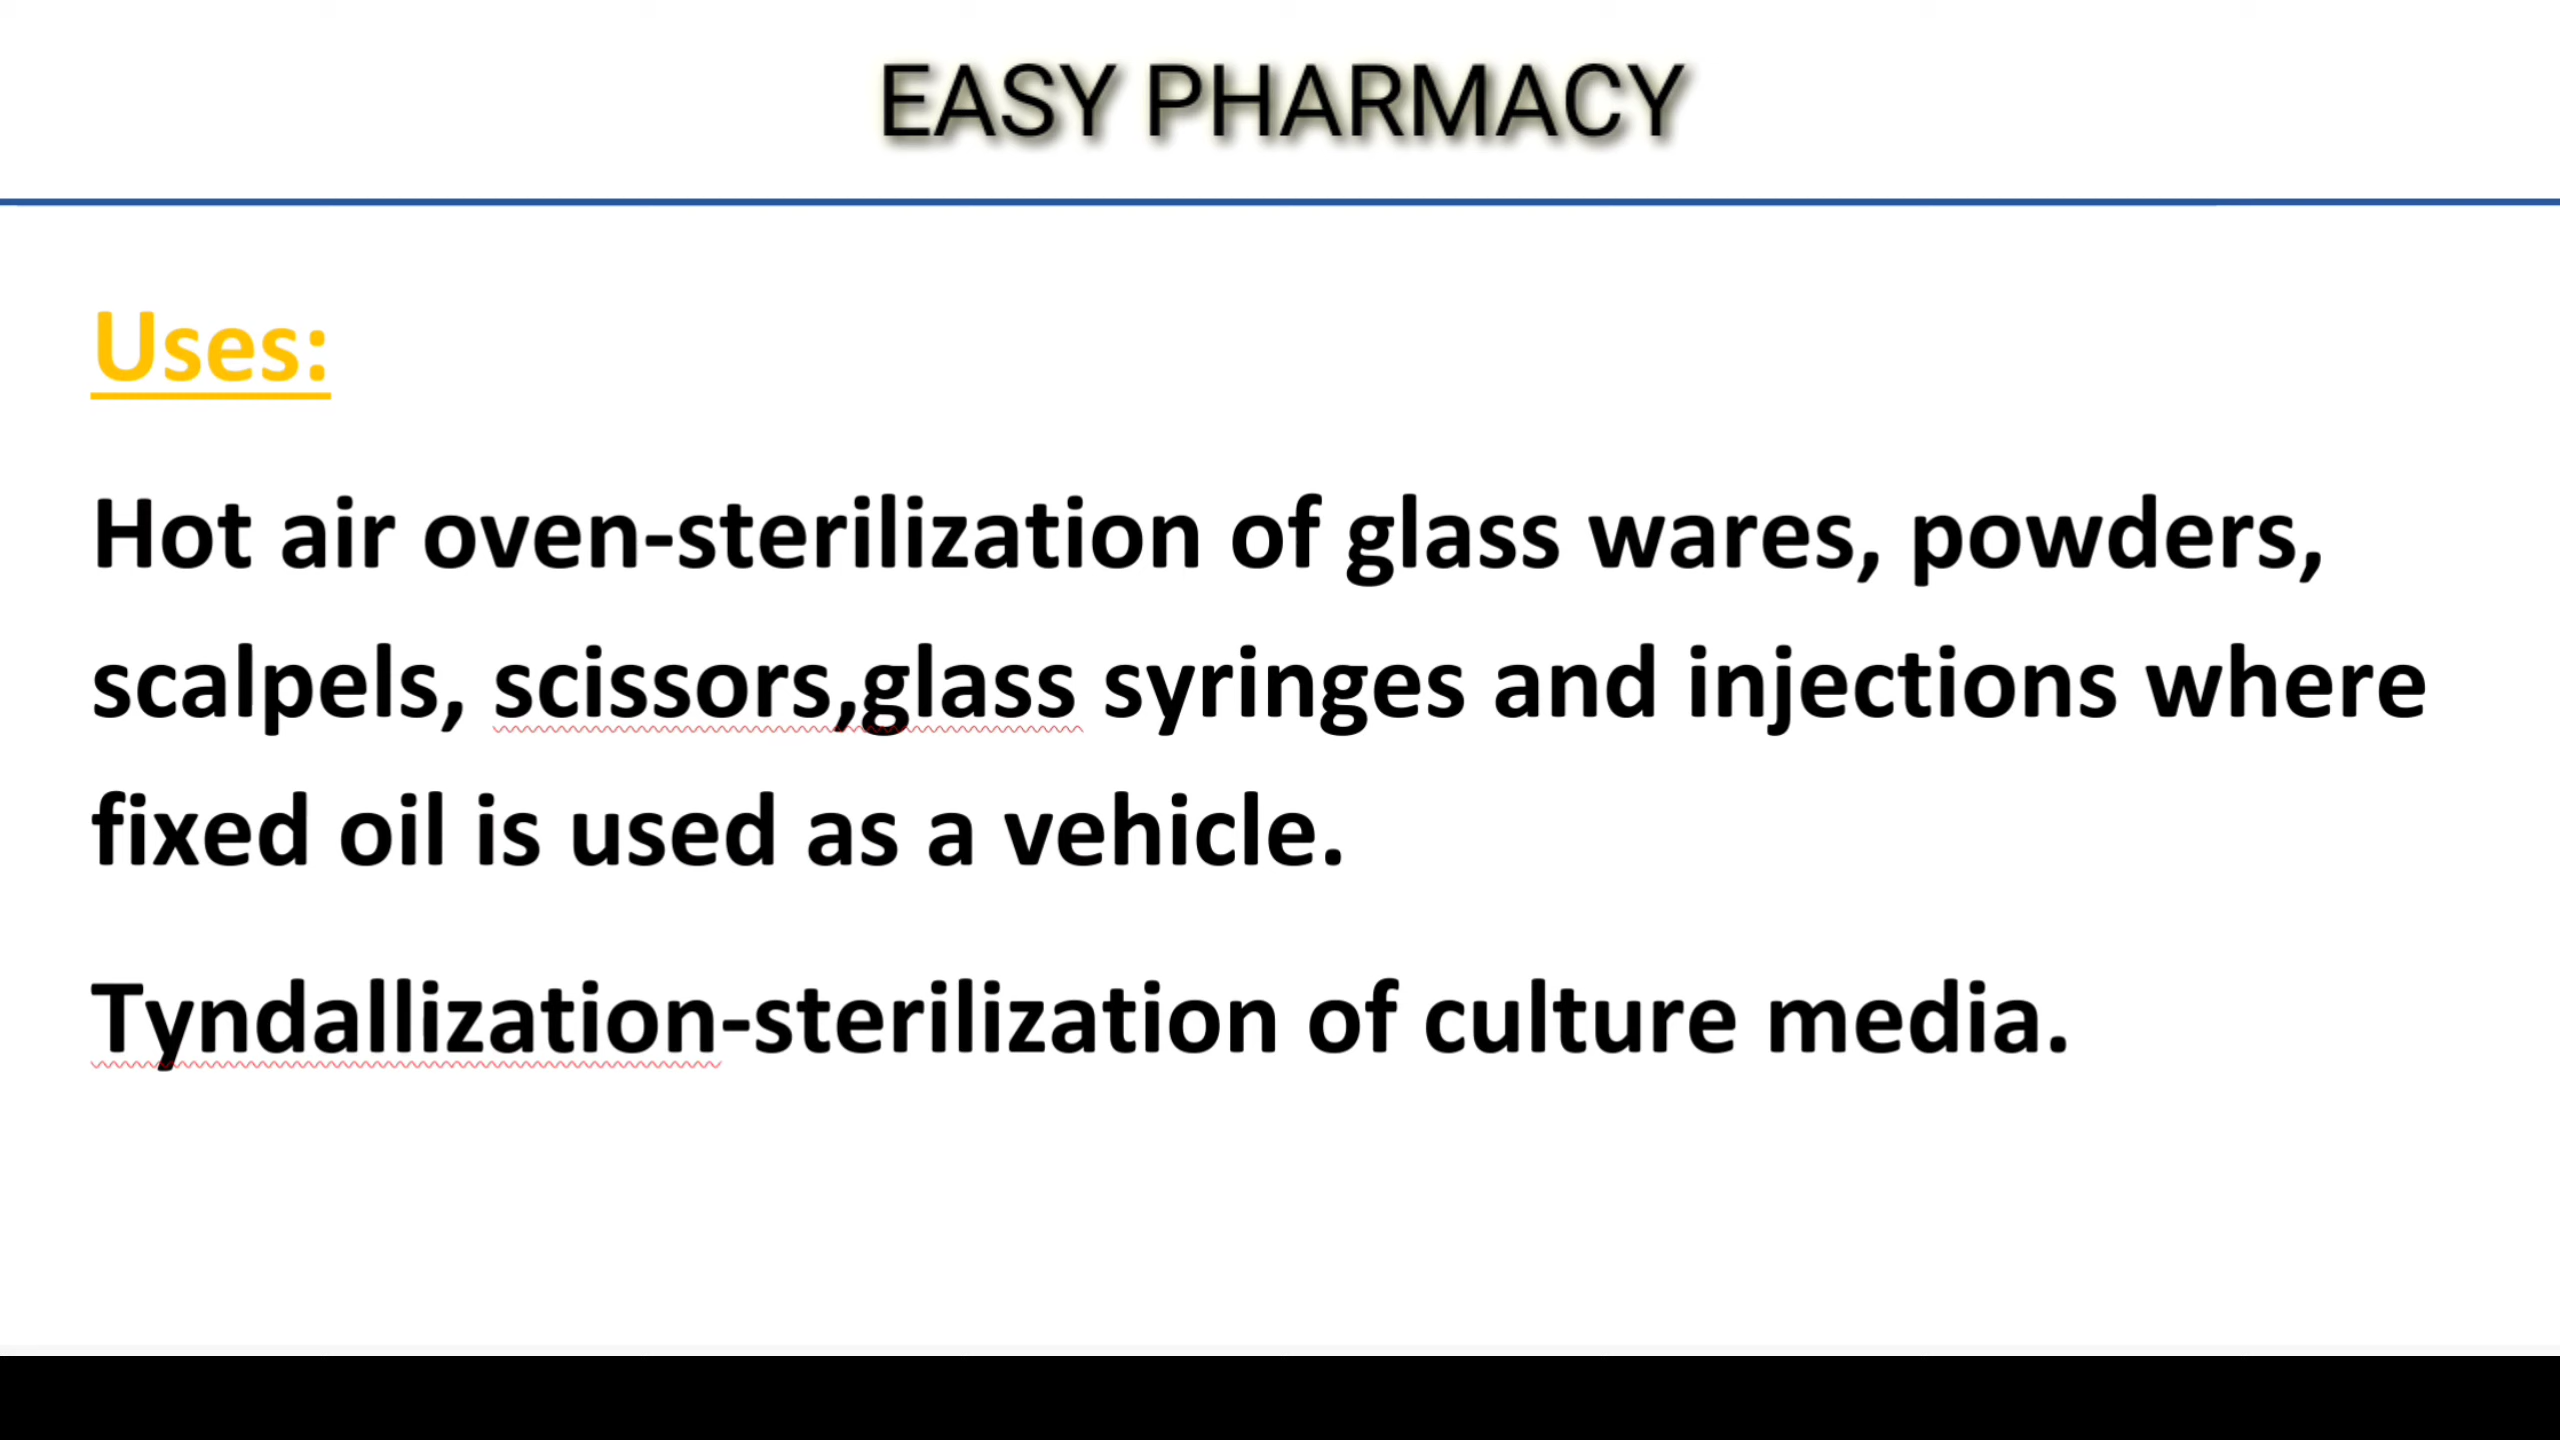 EASY PHARMACY
Uses:
Hot air oven-sterilization of glass wares, powders,
scalpels, scissors,glass syringes and injections where
fixed oil is used as a vehicle.
Tyndallization-sterilization of culture media.